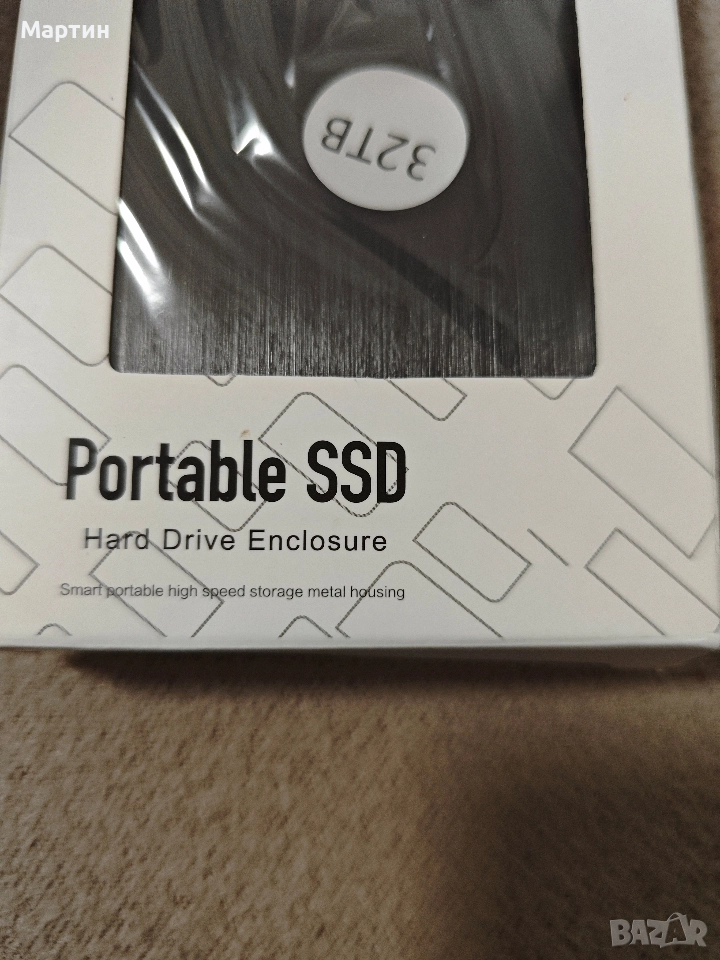 Мартин
32TB
Portable SSD
Hard Drive Enclosure
Smart portable high speed storage metal housing
BAZAR